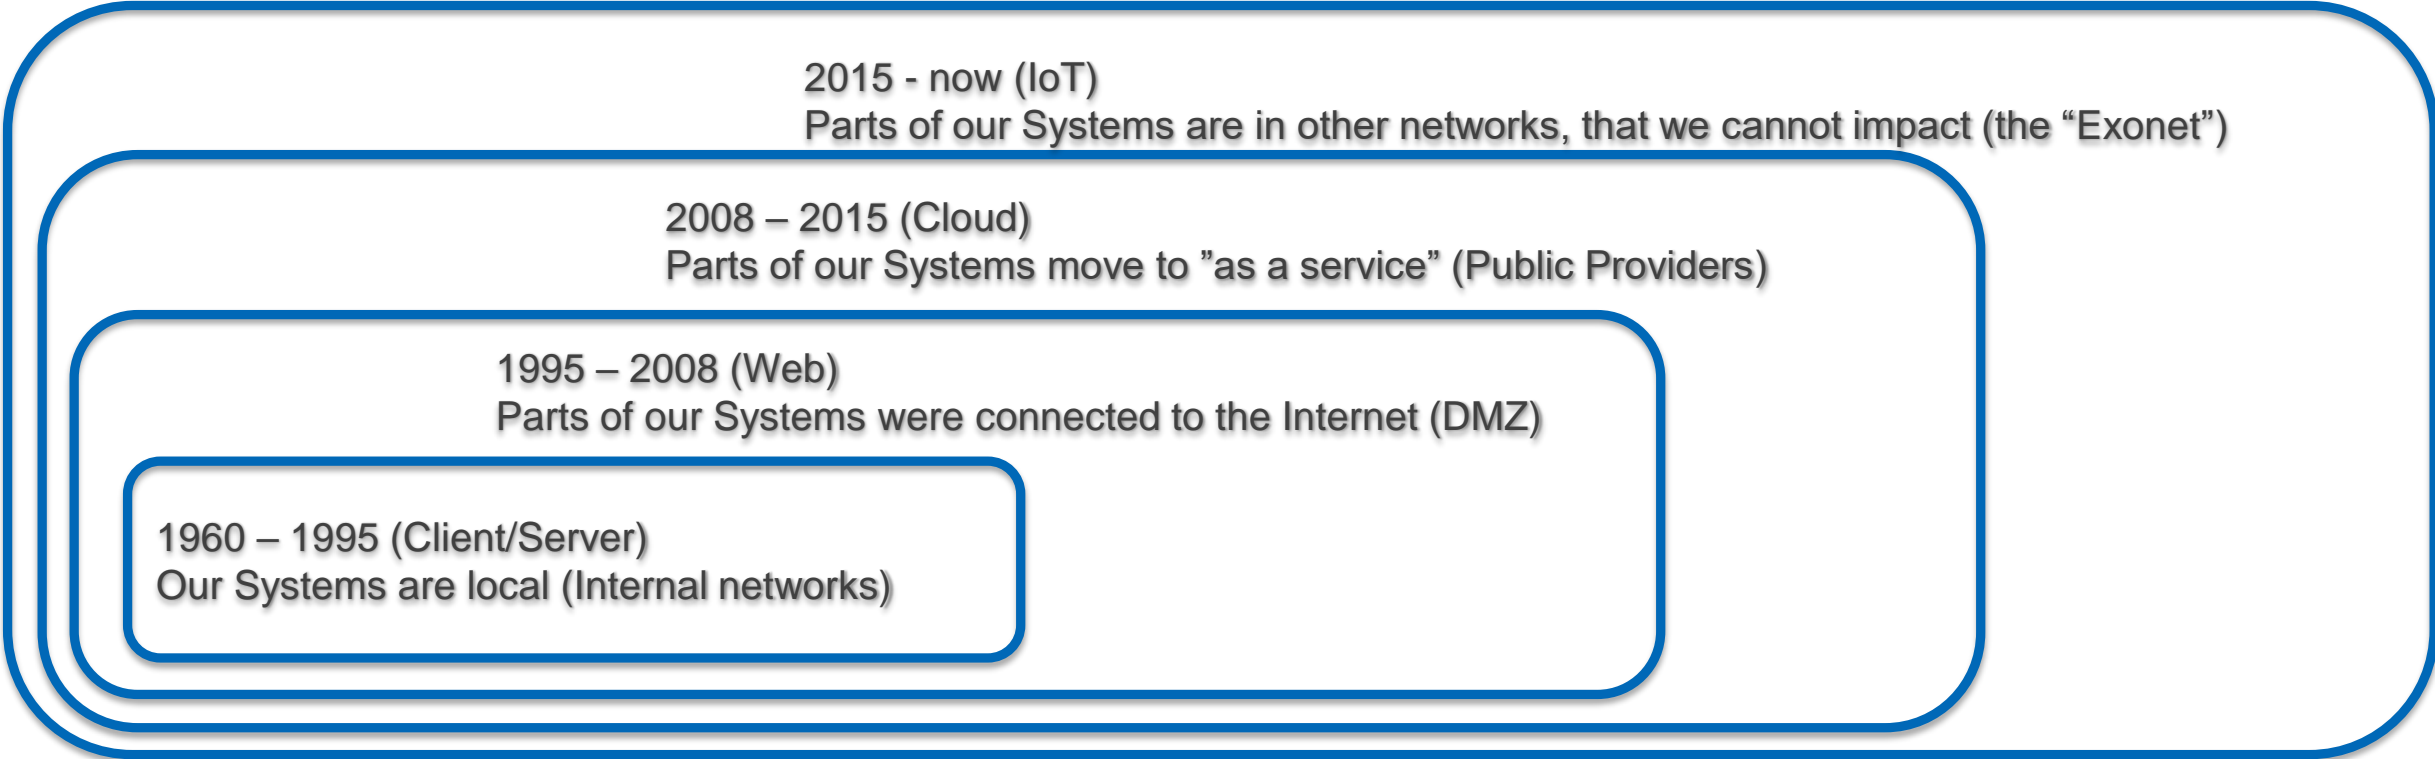 2015 - now (IoT)
Parts of our Systems are in other networks, that we cannot impact (the “Exonet”)
2008 – 2015 (Cloud)
Parts of our Systems move to ”as a service” (Public Providers)
1995 – 2008 (Web)
Parts of our Systems were connected to the Internet (DMZ)
1960 – 1995 (Client/Server)
Our Systems are local (Internal networks)